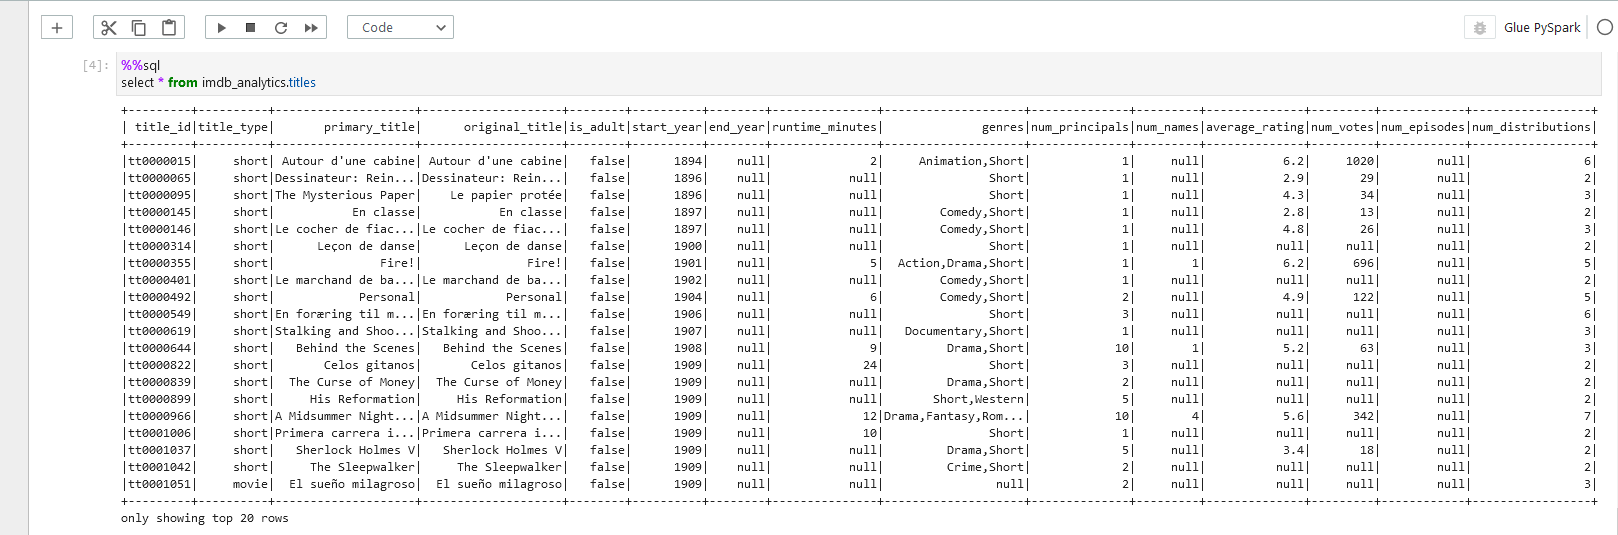 Code
Glue PySpark
[4]:
%%sql
select * from imdb_analytics.titles
+---------+----------+--------------------+--------------------+--------+----------+--------+---------------+--------------------+--------------+---------+--------------+---------+------------+-----------------+
| title_id|title_type|       primary_title|      original_title|is_adult|start_year|end_year|runtime_minutes|              genres|num_principals|num_names|average_rating|num_votes|num_episodes|num_distributions|
+---------+----------+--------------------+--------------------+--------+----------+--------+---------------+--------------------+--------------+---------+--------------+---------+------------+-----------------+
|tt0000015|     short| Autour d'une cabine| Autour d'une cabine|   false|      1894|    null|              2|     Animation,Short|             1|     null|           6.2|     1020|        null|                6|
|tt0000065|     short|Dessinateur: Rein...|Dessinateur: Rein...|   false|      1896|    null|           null|               Short|             1|     null|           2.9|       29|        null|                2|
|tt0000095|     short|The Mysterious Paper|    Le papier protée|   false|      1896|    null|           null|               Short|             1|     null|           4.3|       34|        null|                3|
|tt0000145|     short|           En classe|           En classe|   false|      1897|    null|           null|        Comedy,Short|             1|     null|           2.8|       13|        null|                2|
|tt0000146|     short|Le cocher de fiac...|Le cocher de fiac...|   false|      1897|    null|           null|        Comedy,Short|             1|     null|           4.8|       26|        null|                3|
|tt0000314|     short|      Leçon de danse|      Leçon de danse|   false|      1900|    null|           null|               Short|             1|     null|          null|     null|        null|                2|
|tt0000355|     short|               Fire!|               Fire!|   false|      1901|    null|              5|  Action,Drama,Short|             1|        1|           6.2|      696|        null|                5|
|tt0000401|     short|Le marchand de ba...|Le marchand de ba...|   false|      1902|    null|           null|        Comedy,Short|             1|     null|          null|     null|        null|                2|
|tt0000492|     short|            Personal|            Personal|   false|      1904|    null|              6|        Comedy,Short|             2|     null|           4.9|      122|        null|                5|
|tt0000549|     short|En foræring til m...|En foræring til m...|   false|      1906|    null|           null|               Short|             3|     null|          null|     null|        null|                6|
|tt0000619|     short|Stalking and Shoo...|Stalking and Shoo...|   false|      1907|    null|           null|   Documentary,Short|             1|     null|          null|     null|        null|                3|
|tt0000644|     short|   Behind the Scenes|   Behind the Scenes|   false|      1908|    null|              9|         Drama,Short|            10|        1|           5.2|       63|        null|                3|
|tt0000822|     short|       Celos gitanos|       Celos gitanos|   false|      1909|    null|             24|               Short|             3|     null|          null|     null|        null|                2|
|tt0000839|     short|  The Curse of Money|  The Curse of Money|   false|      1909|    null|           null|         Drama,Short|             2|     null|          null|     null|        null|                2|
|tt0000899|     short|     His Reformation|     His Reformation|   false|      1909|    null|           null|       Short,Western|             5|     null|          null|     null|        null|                2|
|tt0000966|     short|A Midsummer Night...|A Midsummer Night...|   false|      1909|    null|             12|Drama,Fantasy,Rom...|            10|        4|           5.6|      342|        null|                7|
|tt0001006|     short|Primera carrera i...|Primera carrera i...|   false|      1909|    null|             10|               Short|             1|     null|          null|     null|        null|                2|
|tt0001037|     short|   Sherlock Holmes V|   Sherlock Holmes V|   false|      1909|    null|           null|         Drama,Short|             5|     null|           3.4|       18|        null|                2|
|tt0001042|     short|     The Sleepwalker|     The Sleepwalker|   false|      1909|    null|           null|         Crime,Short|             2|     null|          null|     null|        null|                2|
|tt0001051|     movie|  El sueño milagroso|  El sueño milagroso|   false|      1909|    null|           null|                null|             2|     null|          null|     null|        null|                3|
+---------+----------+--------------------+--------------------+--------+----------+--------+---------------+--------------------+--------------+---------+--------------+---------+------------+-----------------+
only showing top 20 rows